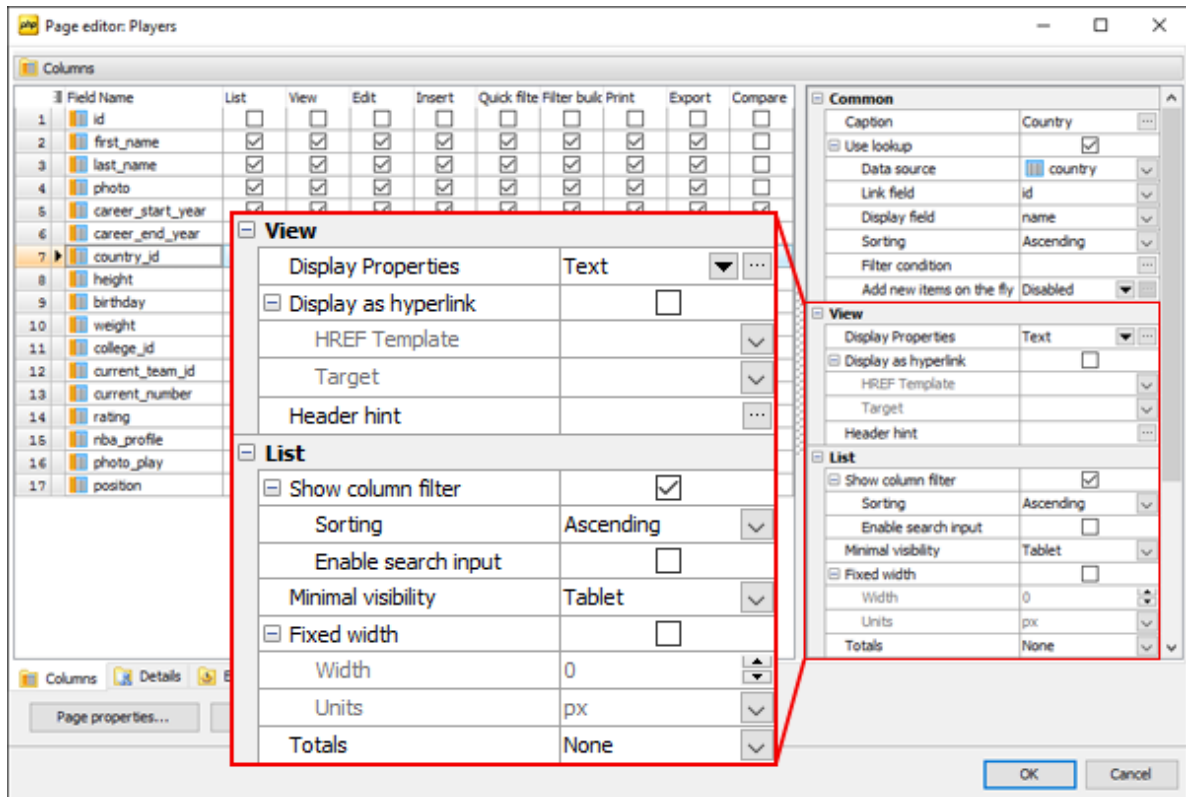 php Page editor: Players
Columns
Field Name List View Edit Insert Quick filte Filter builc Print Export Compare
1 id
2 first_name
3 last_name
4 photo
5 career_start_year
6 career_end_year
7 country_id
8 height
9 birthday
10 weight
11 college_id
12 current_team_id
13 current_number
14 rating
15 nba_profile
16 photo_play
17 position
View
Display Properties Text
Display as hyperlink
HREF Template
Target
Header hint
List
Show column filter
Sorting Ascending
Enable search input
Minimal visibility Tablet
Fixed width
Width 0
Units px
Totals None
Common
Caption Country
Use lookup
Data source country
Link field id
Display field name
Sorting Ascending
Filter condition
Add new items on the fly Disabled
View
Display Properties Text
Display as hyperlink
HREF Template
Target
Header hint
List
Show column filter
Sorting Ascending
Enable search input
Minimal visibility Tablet
Fixed width
Width 0
Units px
Totals None
Columns Details
Page properties...
OK Cancel